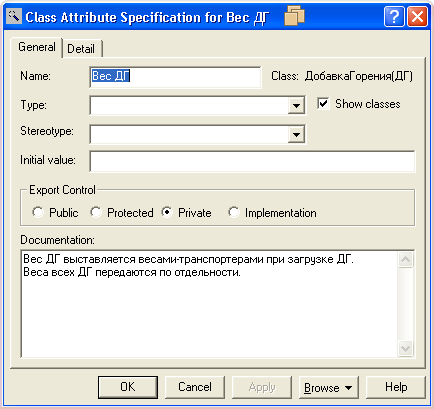 Class Attribute Specification for Вес ДГ
General Detail
Name: Вес ДГ Class: ДобавкаГорения(ДГ)
Type: Show classes
Stereotype:
Initial value:
Export Control
Public Protected Private Implementation
Documentation:
Вес ДГ выставляется весами-транспортерами при загрузке ДГ.
Веса всех ДГ передаются по отдельности.
OK Cancel Apply Browse Help